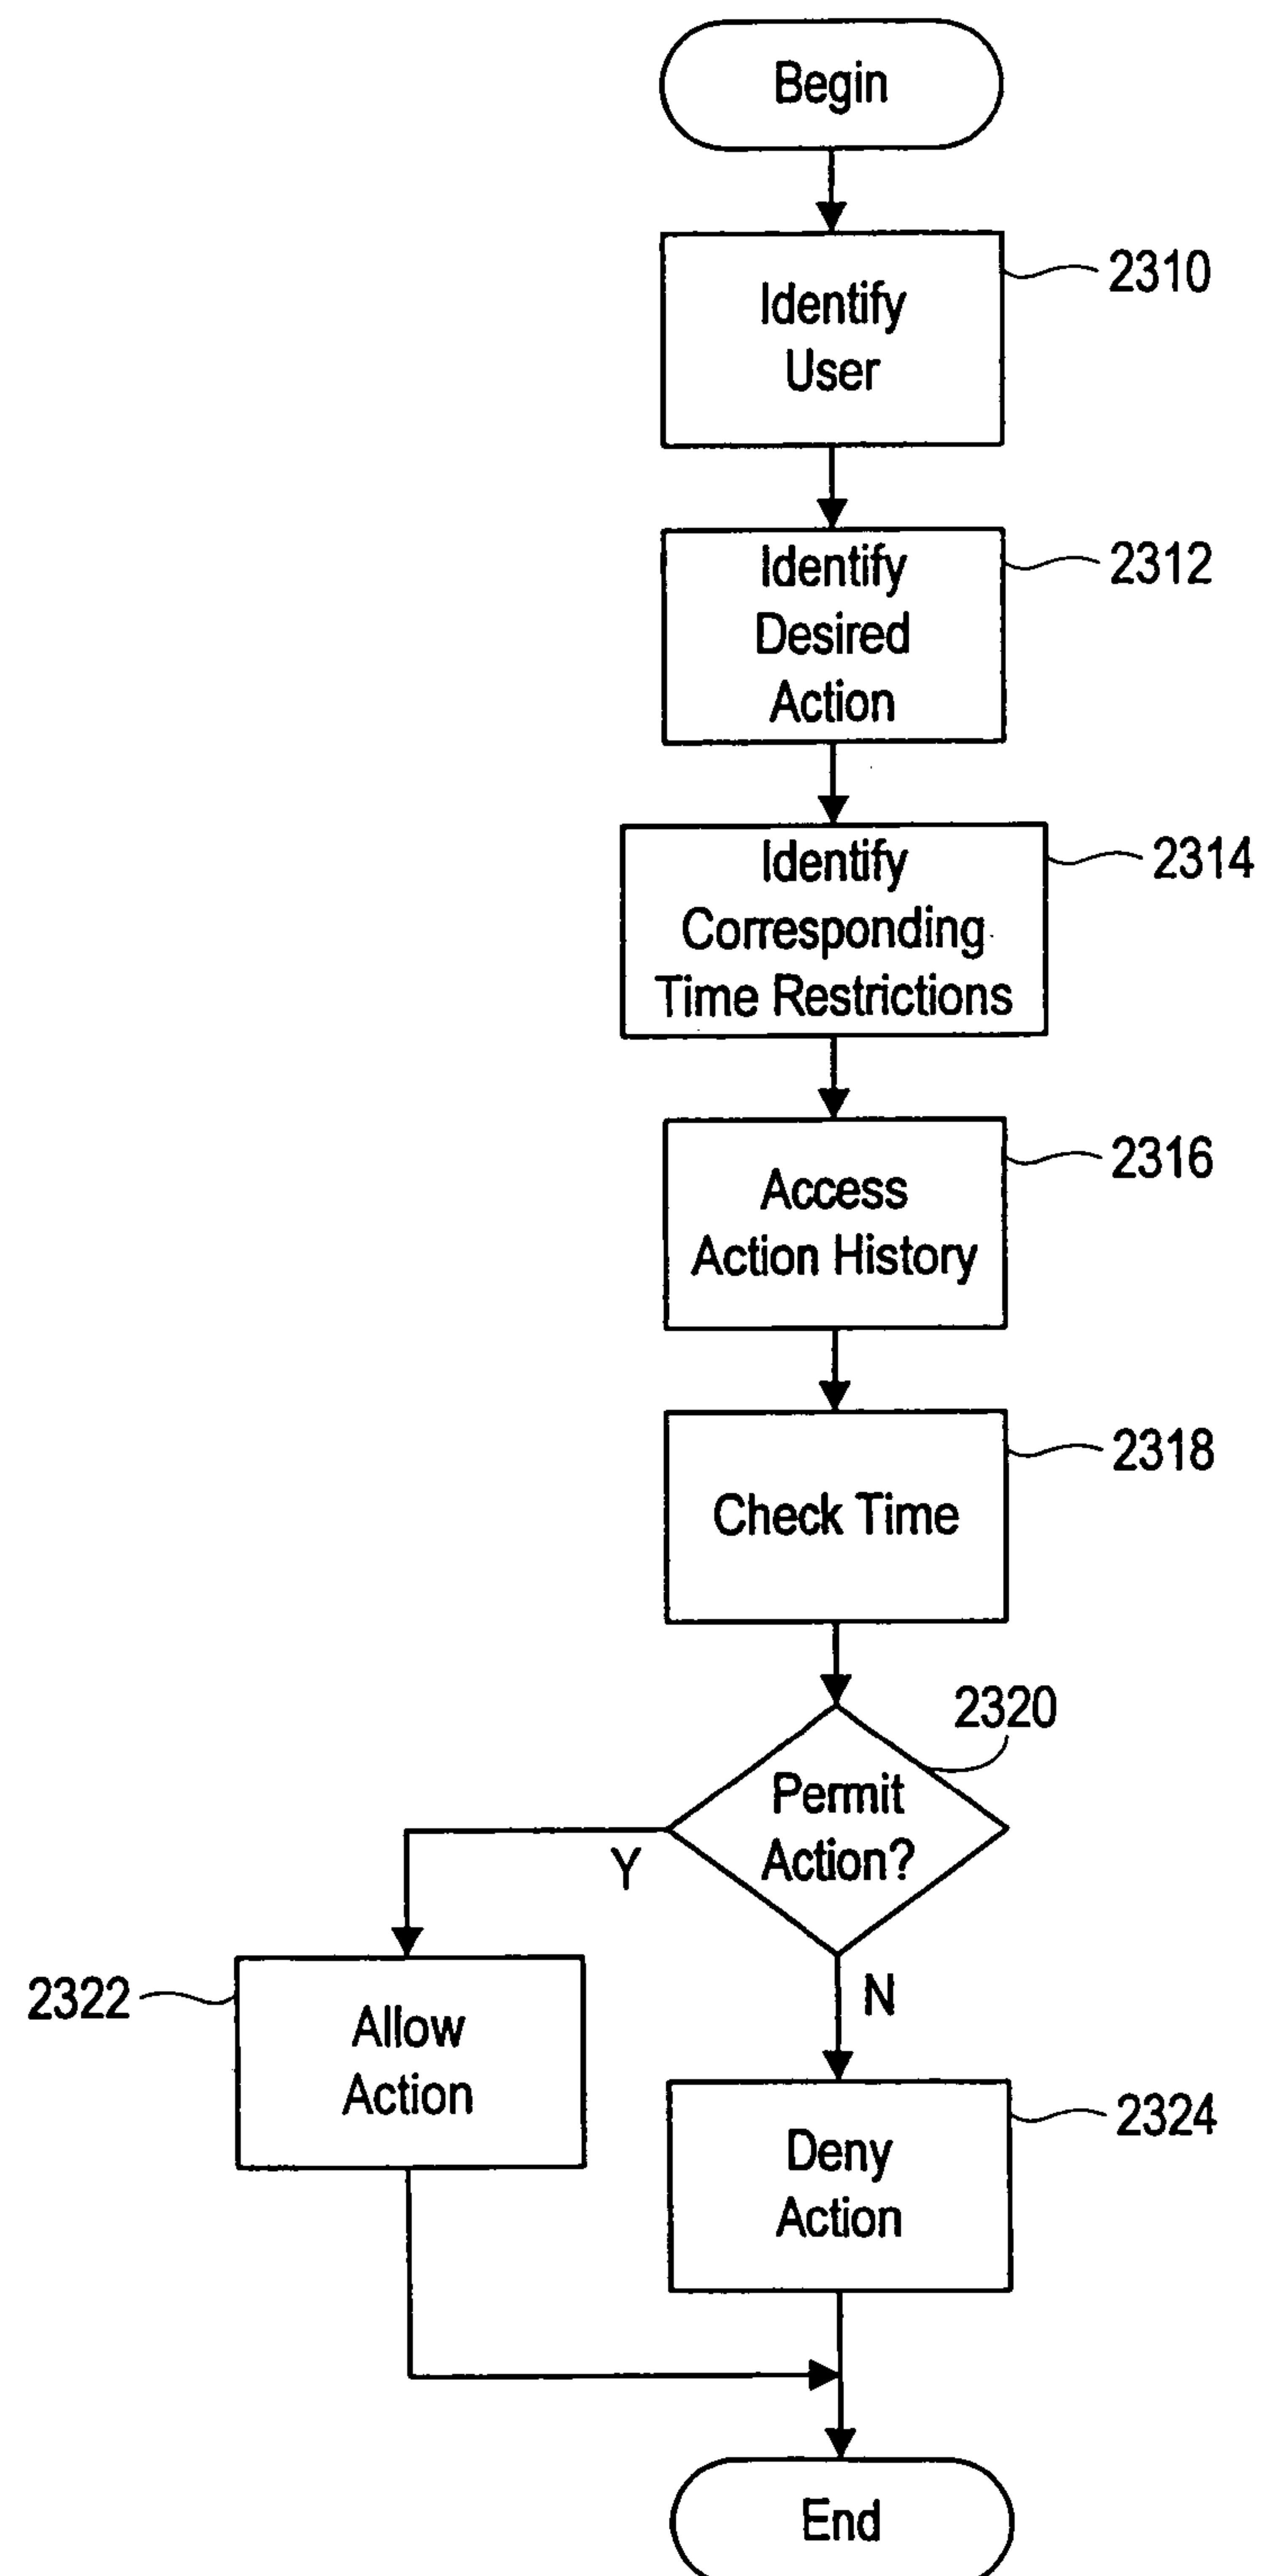 Begin
Identify
User
2310
Identify
Desired
Action
2312
Identify
Corresponding
Time Restrictions
2314
Access
Action History
2316
Check Time
2318
2320
Permit
Action?
Y
N
2322
Allow
Action
Deny
Action
2324
End